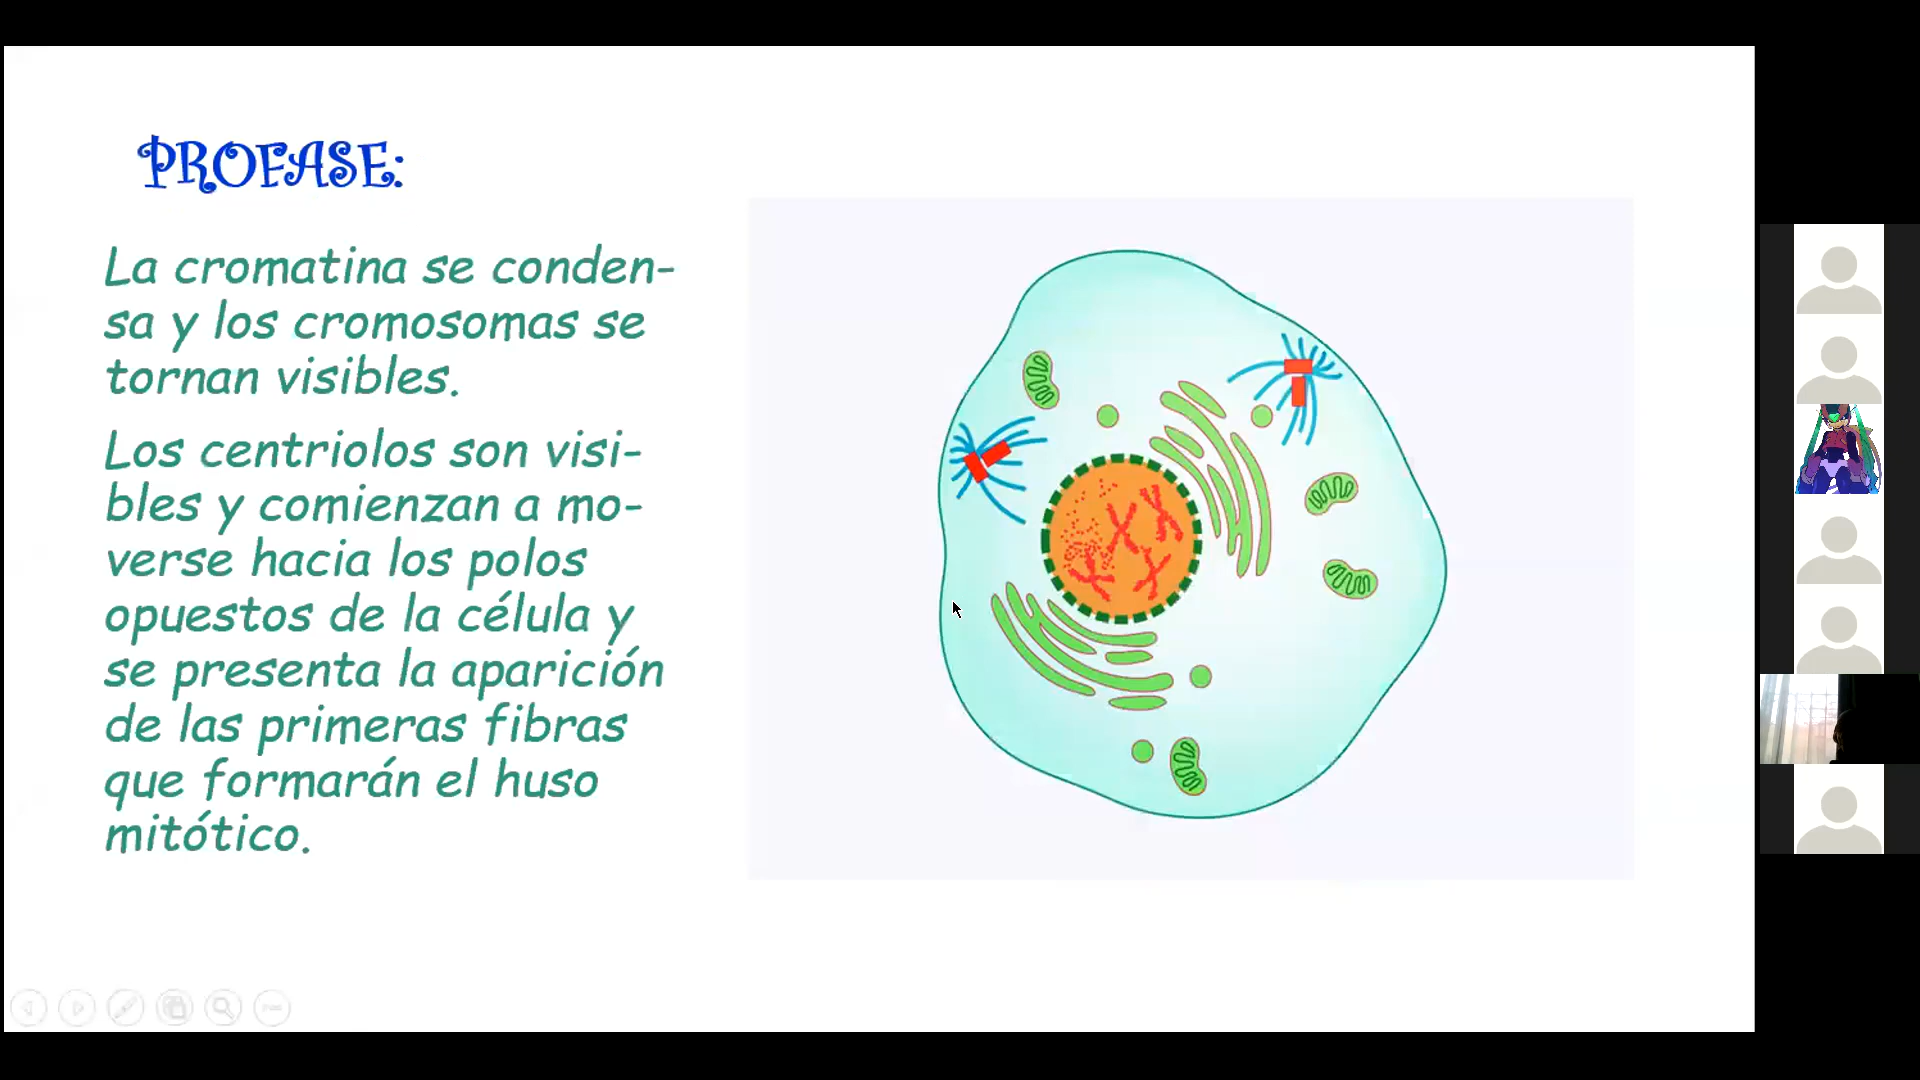 PROFASE:
La cromatina se conden-
sa y los cromosomas se
tornan visibles.
Los centriolos son visi-
bles y comienzan a mo-
verse hacia los polos
opuestos de la célula y
se presenta la aparición
de las primeras fibras
que formarán el huso
mitótico.